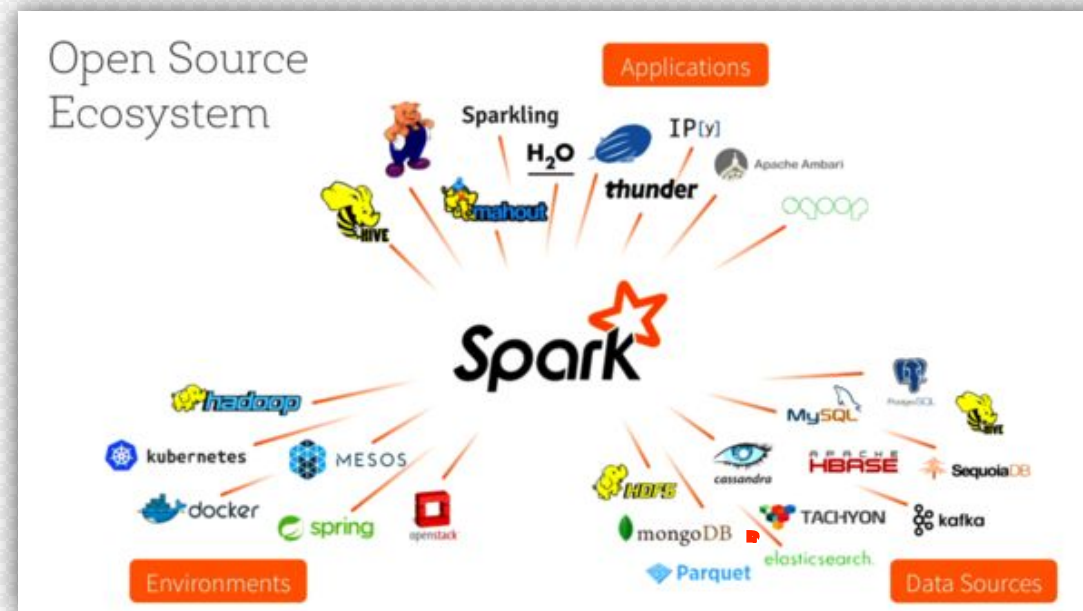 Open Source
Ecosystem
Applications
Sparkling
H2O
IP[y]
thunder
Apache Ambari
sqoop
mahout
HIVE
Spark
hadoop
kubernetes
MESOS
docker
spring
openstack
Environments
PostgreSQL
MySQL
HIVE
cassandra
APACHE
HBASE
SequoiaDB
HDFS
mongoDB
TACHYON
kafka
elasticsearch.
Parquet
Data Sources